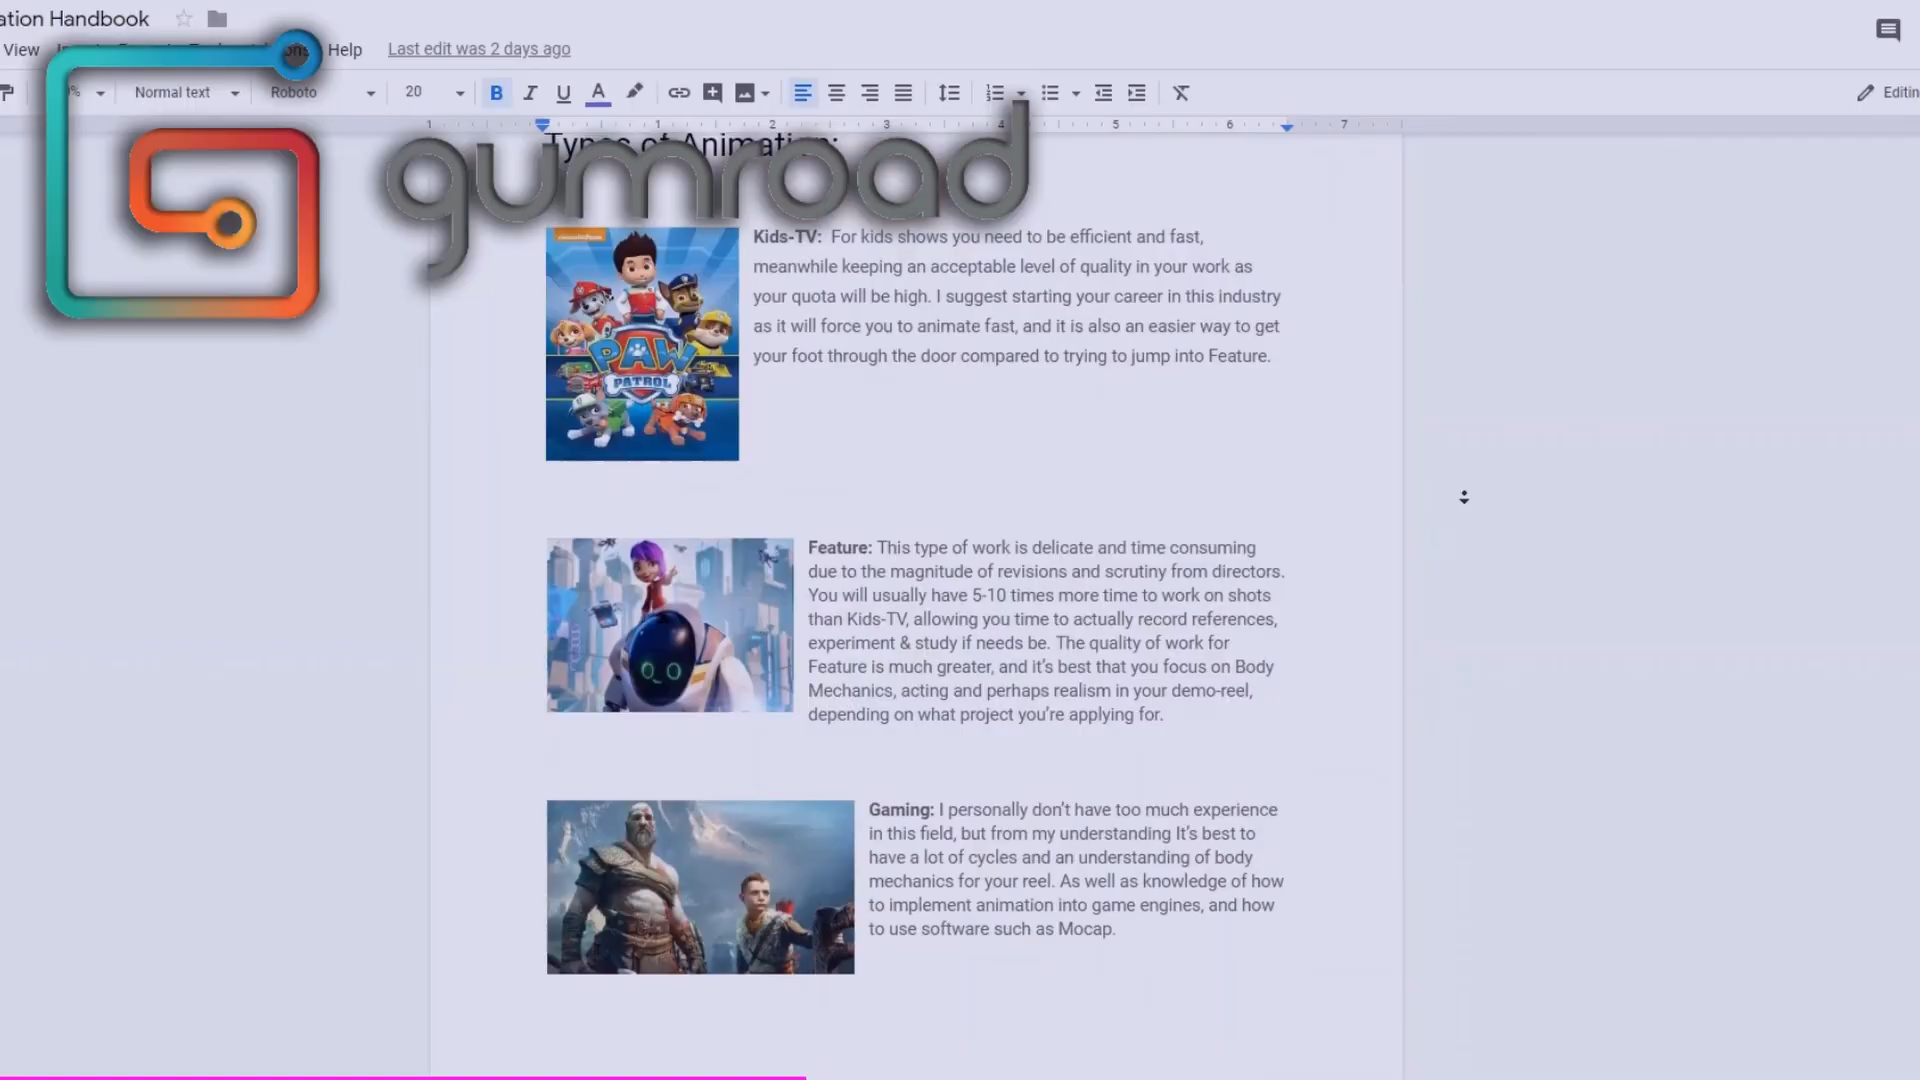 ation Handbook
View
Help
Last edit was 2 days ago
%
Normal text
Roboto
20
Editin
1
1
2
3
4
5
6
7
Types of Animation:
gumroad
Kids-TV: For kids shows you need to be efficient and fast,
meanwhile keeping an acceptable level of quality in your work as
your quota will be high. I suggest starting your career in this industry
as it will force you to animate fast, and it is also an easier way to get
your foot through the door compared to trying to jump into Feature.
PAW
PATROL
Feature: This type of work is delicate and time consuming
due to the magnitude of revisions and scrutiny from directors.
You will usually have 5-10 times more time to work on shots
than Kids-TV, allowing you time to actually record references,
experiment & study if needs be. The quality of work for
Feature is much greater, and it’s best that you focus on Body
Mechanics, acting and perhaps realism in your demo-reel,
depending on what project you’re applying for.
Gaming: I personally don’t have too much experience
in this field, but from my understanding It’s best to
have a lot of cycles and an understanding of body
mechanics for your reel. As well as knowledge of how
to implement animation into game engines, and how
to use software such as Mocap.